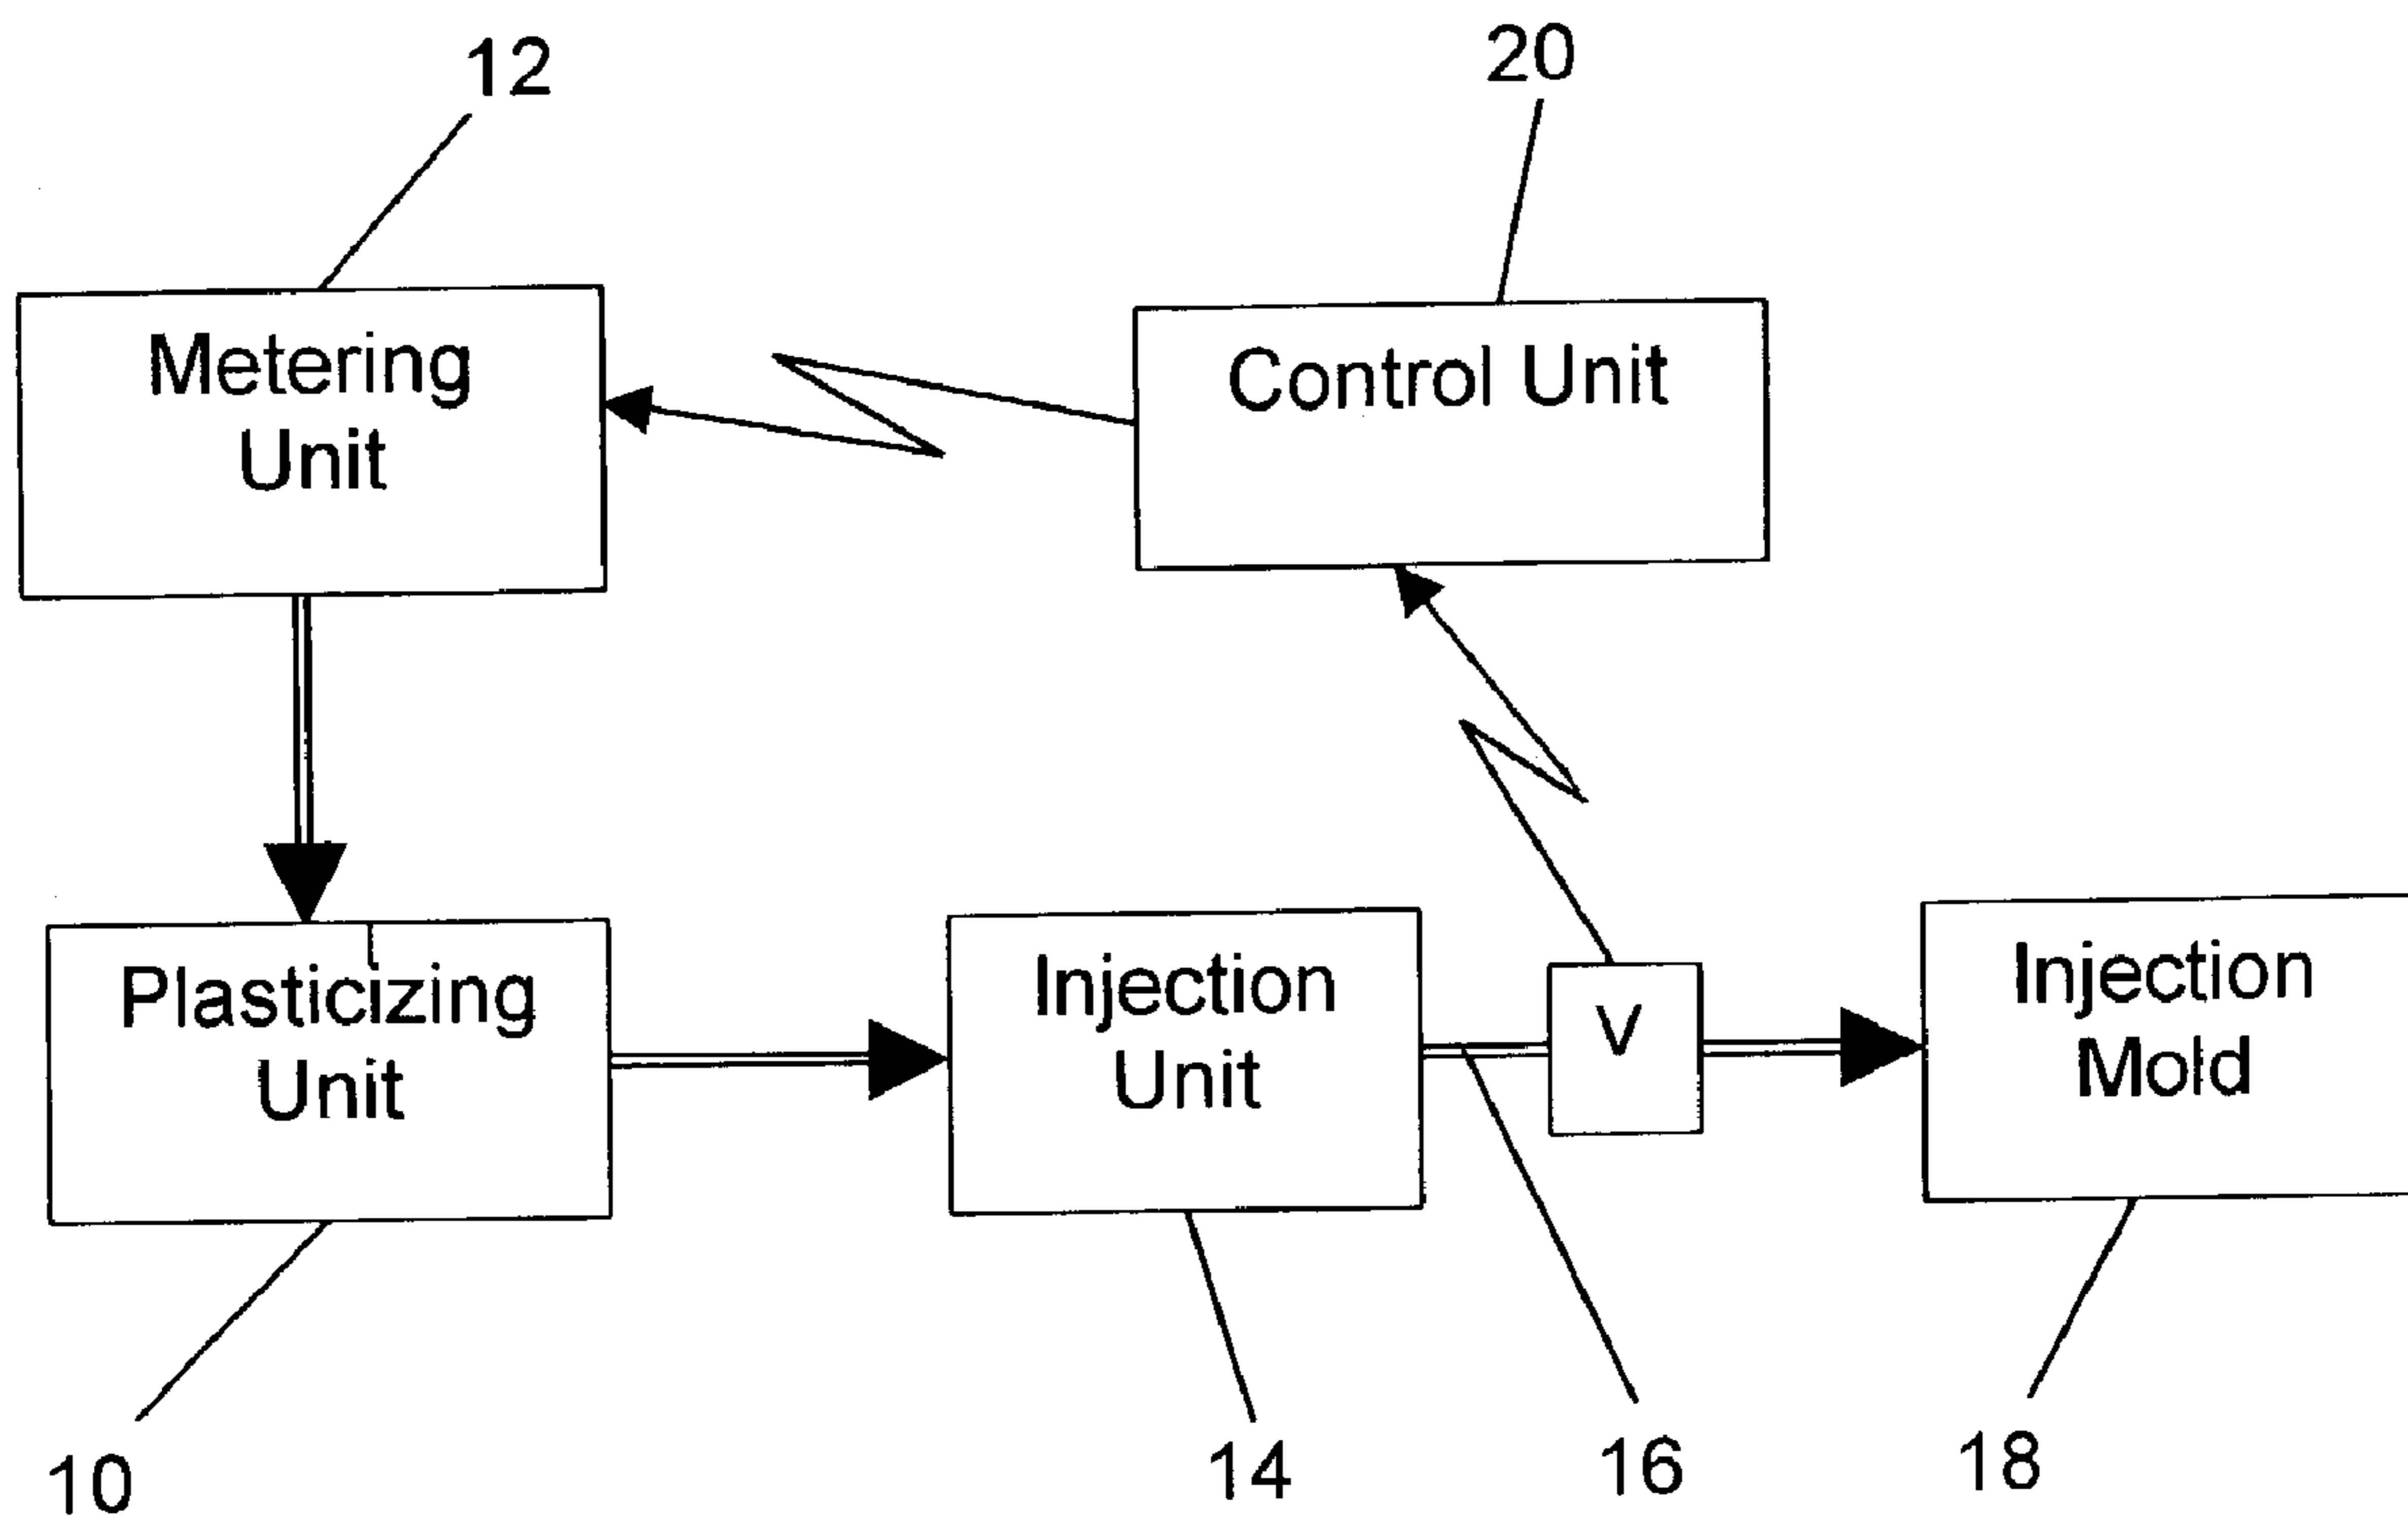 12
20
Metering
Unit
Control Unit
Plasticizing
Unit
Injection
Unit
V
Injection
Mold
10
14
16
18